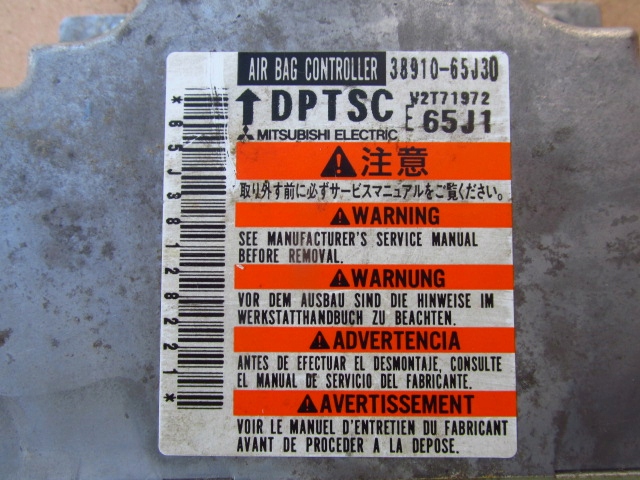 AIR BAG CONTROLLER 38910-65J30
DPTSC W2T71972
MITSUBISHI ELECTRIC E 65J1
注意
取り外す前に必ずサービスマニュアルをご覧ください。
WARNING
SEE MANUFACTURER'S SERVICE MANUAL
BEFORE REMOVAL.
WARNUNG
VOR DEM AUSBAU SIND DIE HINWEISE IM
WERKSTATTHANDBUCH ZU BEACHTEN.
ADVERTENCIA
ANTES DE EFECTUAR EL DESMONTAJE, CONSULTE
EL MANUAL DE SERVICIO DEL FABRICANTE.
AVERTISSEMENT
VOIR LE MANUEL D'ENTRETIEN DU FABRICANT
AVANT DE PROCEDER A LA DEPOSE.
*65J38128221*